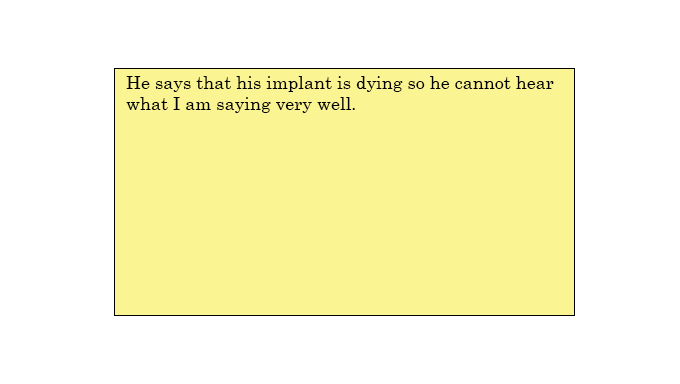 He says that his implant is dying so he cannot hear
what I am saying very well.